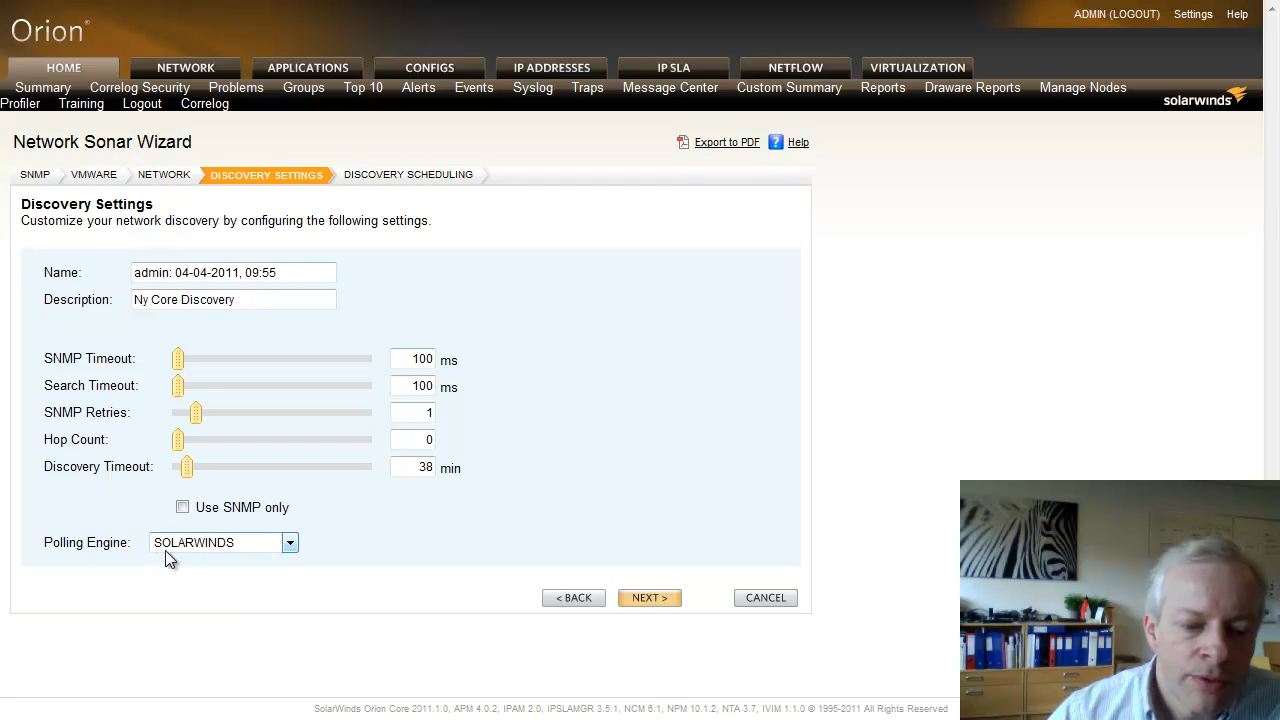 ADMIN (LOGOUT) Settings Help
Orion
HOME NETWORK APPLICATIONS CONFIGS IP ADDRESSES IP SLA NETFLOW VIRTUALIZATION
Summary Correlog Security Problems Groups Top 10 Alerts Events Syslog Traps Message Center Custom Summary Reports Draware Reports Manage Nodes
Profiler Training Logout Correlog
solarwinds
Network Sonar Wizard
Export to PDF ? Help
SNMP VMWARE NETWORK DISCOVERY SETTINGS DISCOVERY SCHEDULING
Discovery Settings
Customize your network discovery by configuring the following settings.
Name: admin: 04-04-2011, 09:55
Description: Ny Core Discovery
SNMP Timeout: 100 ms
Search Timeout: 100 ms
SNMP Retries: 1
Hop Count: 0
Discovery Timeout: 38 min
Use SNMP only
Polling Engine: SOLARWINDS
< BACK NEXT > CANCEL
SolarWinds Orion Core 2011.1.0, APM 4.0.2, IPAM 2.0, IPSLAMGR 3.5.1, NCM 6.1, NPM 10.1.2, NTA 3.7, IVIM 1.1.0 © 1995-2011 All Rights Reserved